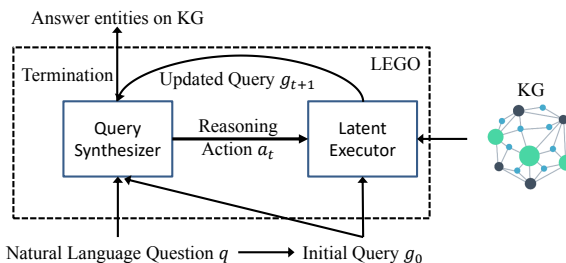 Answer entities on KG
LEGO
Termination
Updated Query g_{t+1}
KG
Query
Synthesizer
Reasoning
Action a_t
Latent
Executor
Natural Language Question q
Initial Query g_0